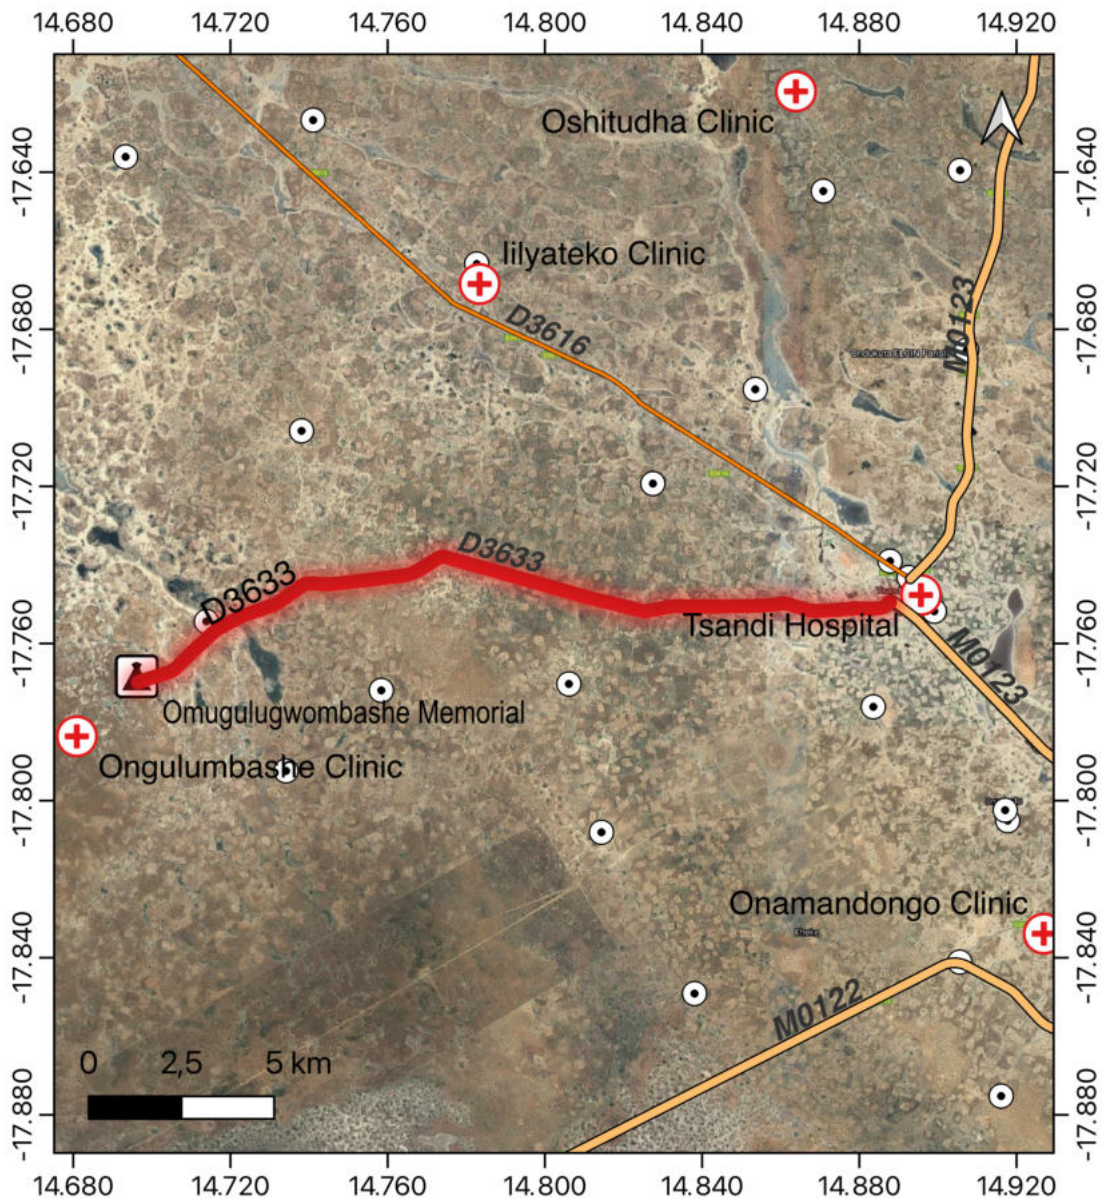 14.680 14.720 14.760 14.800 14.840 14.880 14.920
Oshitudha Clinic
-17.640 -17.640
Iilyateko Clinic
M0123
-17.680 -17.680
D3616
-17.720 -17.720
D3633
D3633
Tsandi Hospital
-17.760 -17.760
M0123
Omugulugwombashe Memorial
Ongulumbashe Clinic
-17.800 -17.800
Onamandongo Clinic
-17.840 -17.840
M0122
0 2,5 5 km
-17.880 -17.880
14.680 14.720 14.760 14.800 14.840 14.880 14.920